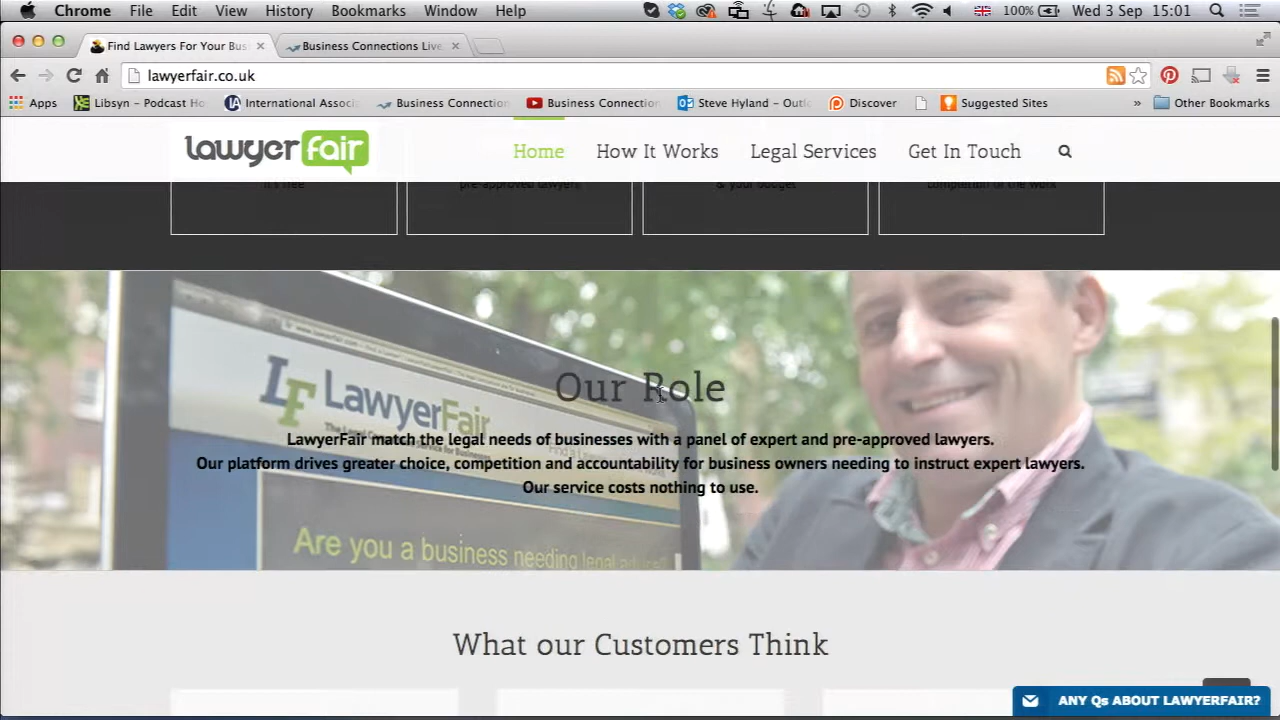 Chrome File Edit View History Bookmarks Window Help 100% Wed 3 Sep 15:01
Find Lawyers For Your Bus
Business Connections Live
lawyerfair.co.uk
Apps Libsyn – Podcast Ho International Associa Business Connection Business Connection Steve Hyland – Outlo Discover Suggested Sites » Other Bookmarks
lawyer fair Home How It Works Legal Services Get In Touch
it's free pre-approved lawyers & your budget completion of the work
LF LawyerFair
Our Role
LawyerFair match the legal needs of businesses with a panel of expert and pre-approved lawyers.
Our platform drives greater choice, competition and accountability for business owners needing to instruct expert lawyers.
Our service costs nothing to use.
Are you a business needing legal advice?
What our Customers Think
ANY Qs ABOUT LAWYERFAIR?